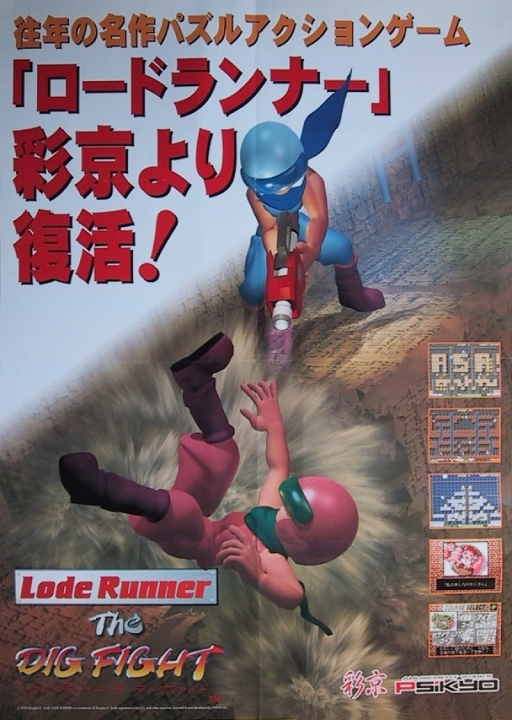 往年の名作パズルアクションゲーム
「ロードランナー」
彩京より
復活!
Lode Runner
The
DIG FIGHT
彩京 PSIKYO